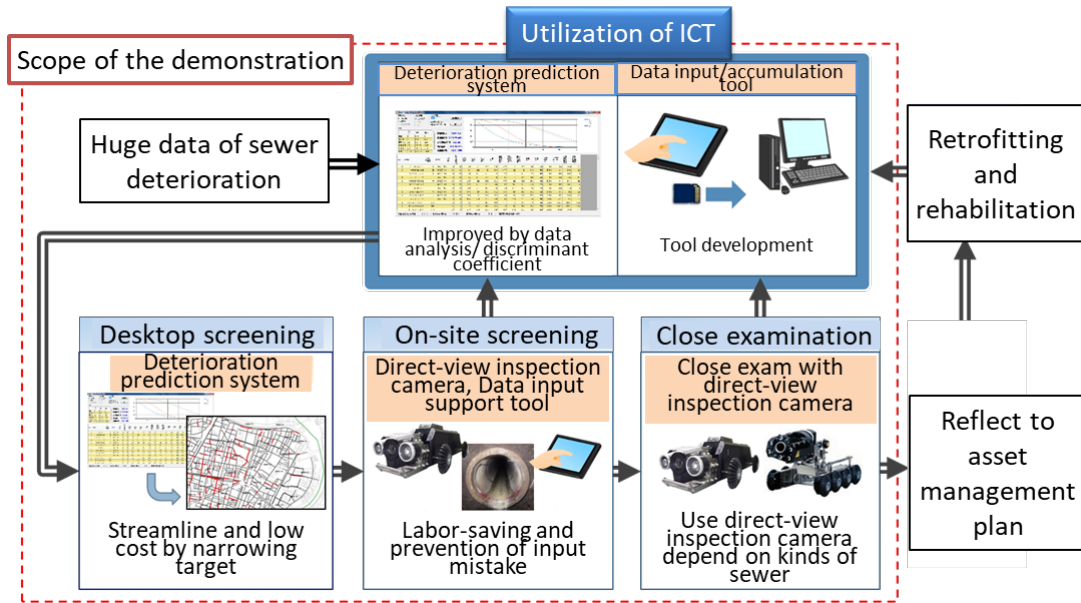 Utilization of ICT
Scope of the demonstration
Deterioration prediction
system
Data input/accumulation
tool
Huge data of sewer
deterioration
Improved by data
analysis/discriminant
coefficient
Tool development
Retrofitting
and
rehabilitation
Desktop screening
Deterioration
prediction system
Streamline and low
cost by narrowing
target
On-site screening
Direct-view inspection
camera, Data input
support tool
Labor-saving and
prevention of input
mistake
Close examination
Close exam with
direct-view
inspection camera
Use direct-view
inspection camera
depend on kinds of
sewer
Reflect to
asset
management
plan